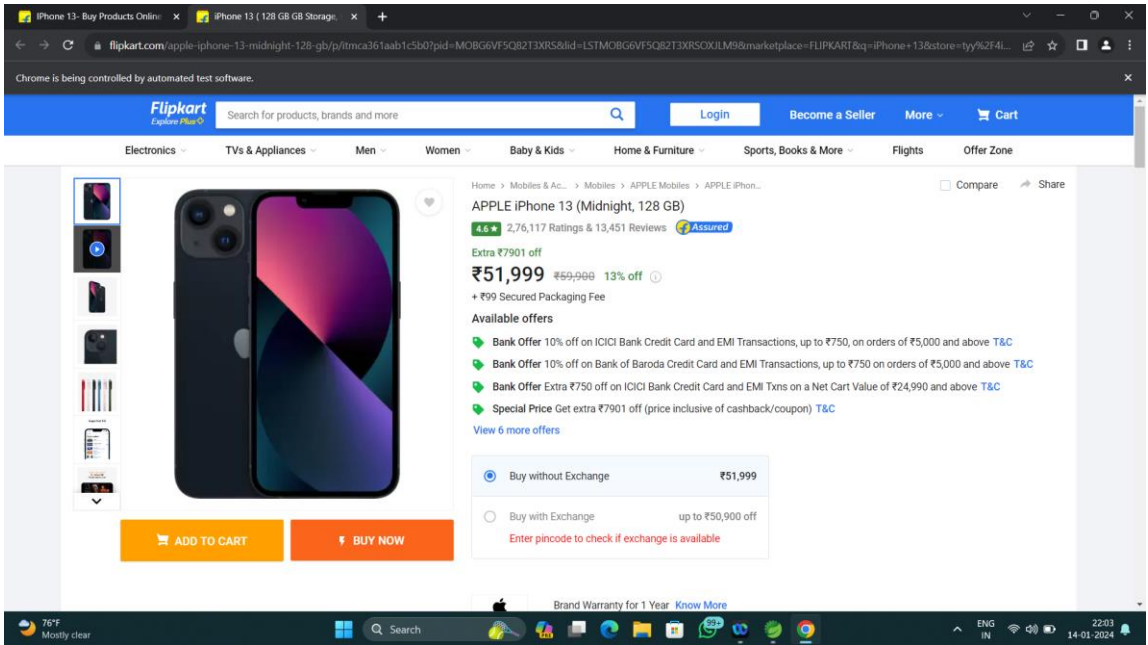 iPhone 13- Buy Products Online
iPhone 13 ( 128 GB GB Storage,
flipkart.com/apple-iphone-13-midnight-128-gb/p/itmca361aab1c5b0?pid=MOBG6VF5Q82T3XRS&lid=LSTMOBG6VF5Q82T3XRSOXJLM9&marketplace=FLIPKART&q=iPhone+13&store=tyy%2F4i...
Chrome is being controlled by automated test software.
Flipkart
Explore Plus
Search for products, brands and more
Login
Become a Seller
More
Cart
Electronics
TVs & Appliances
Men
Women
Baby & Kids
Home & Furniture
Sports, Books & More
Flights
Offer Zone
Home > Mobiles & Ac... > Mobiles > APPLE Mobiles > APPLE iPhon...
Compare
Share
APPLE iPhone 13 (Midnight, 128 GB)
4.6 ★ 2,76,117 Ratings & 13,451 Reviews Assured
Extra ₹7901 off
₹51,999 ₹59,900 13% off
+ ₹99 Secured Packaging Fee
Available offers
Bank Offer 10% off on ICICI Bank Credit Card and EMI Transactions, up to ₹750, on orders of ₹5,000 and above T&C
Bank Offer 10% off on Bank of Baroda Credit Card and EMI Transactions, up to ₹750 on orders of ₹5,000 and above T&C
Bank Offer Extra ₹750 off on ICICI Bank Credit Card and EMI Txns on a Net Cart Value of ₹24,990 and above T&C
Special Price Get extra ₹7901 off (price inclusive of cashback/coupon) T&C
View 6 more offers
Buy without Exchange ₹51,999
Buy with Exchange up to ₹50,900 off
Enter pincode to check if exchange is available
ADD TO CART
BUY NOW
Brand Warranty for 1 Year Know More
76°F
Mostly clear
Search
99+
ENG
IN
22:03
14-01-2024